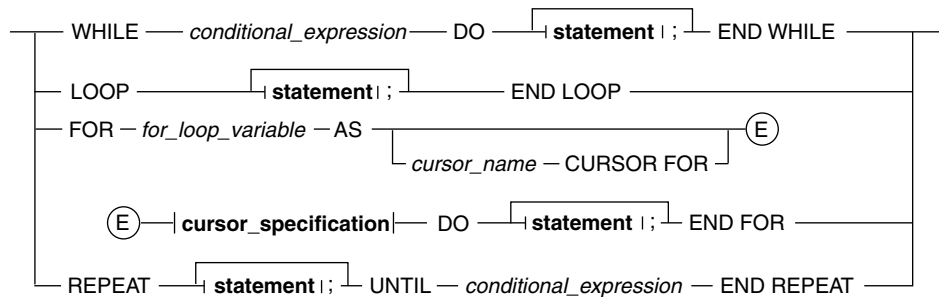 WHILE conditional_expression DO statement ; END WHILE
LOOP statement ; END LOOP
FOR for_loop_variable AS E
cursor_name CURSOR FOR
E cursor_specification DO statement ; END FOR
REPEAT statement ; UNTIL conditional_expression END REPEAT